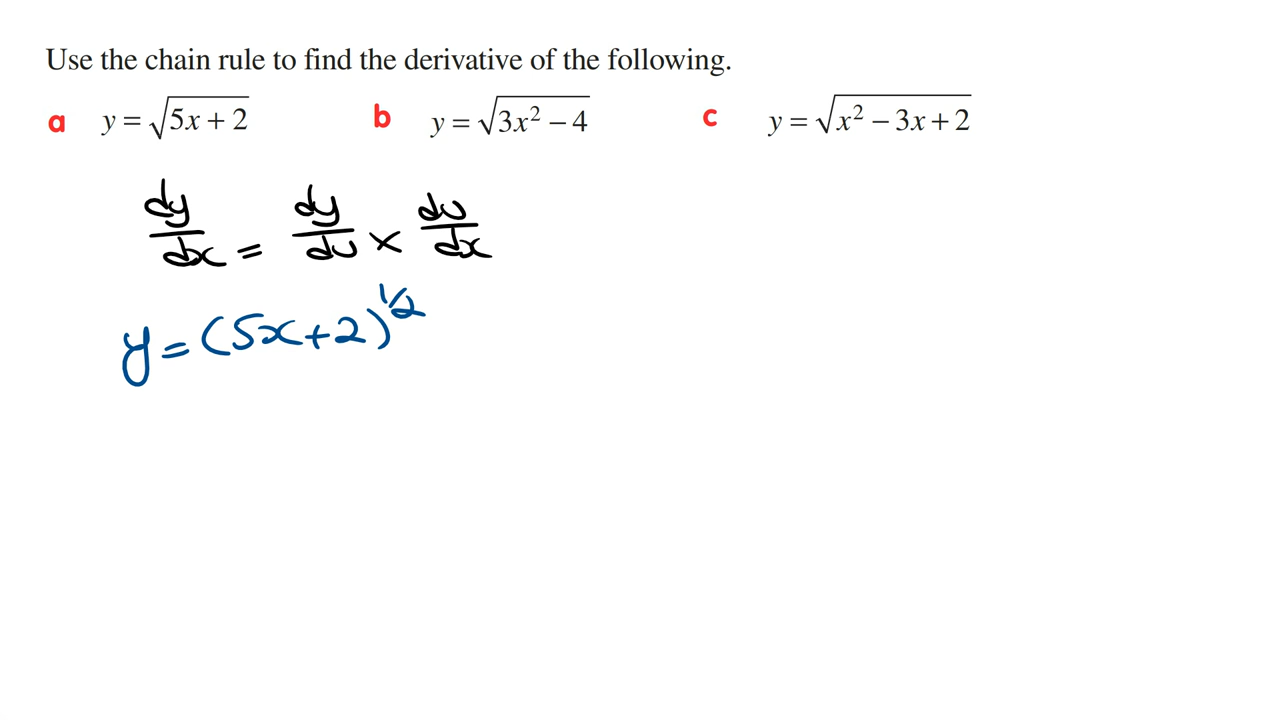 Use the chain rule to find the derivative of the following.
a y = √(5x + 2) b y = √(3x² − 4) c y = √(x² − 3x + 2)
dy/dx = dy/du × du/dx
y = (5x+2)^1/2